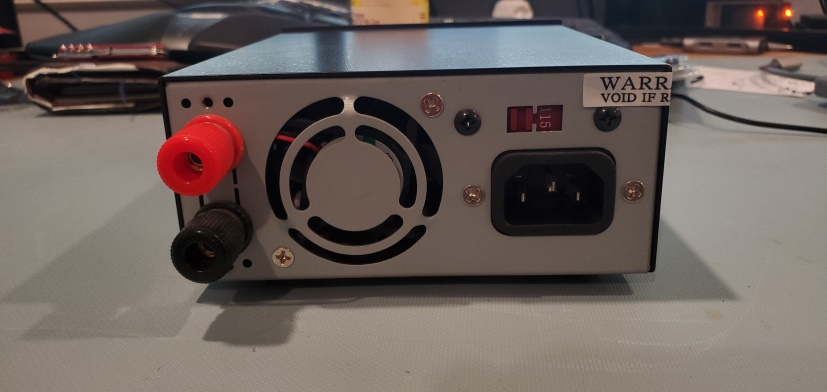 WARR
VOID IF R
115